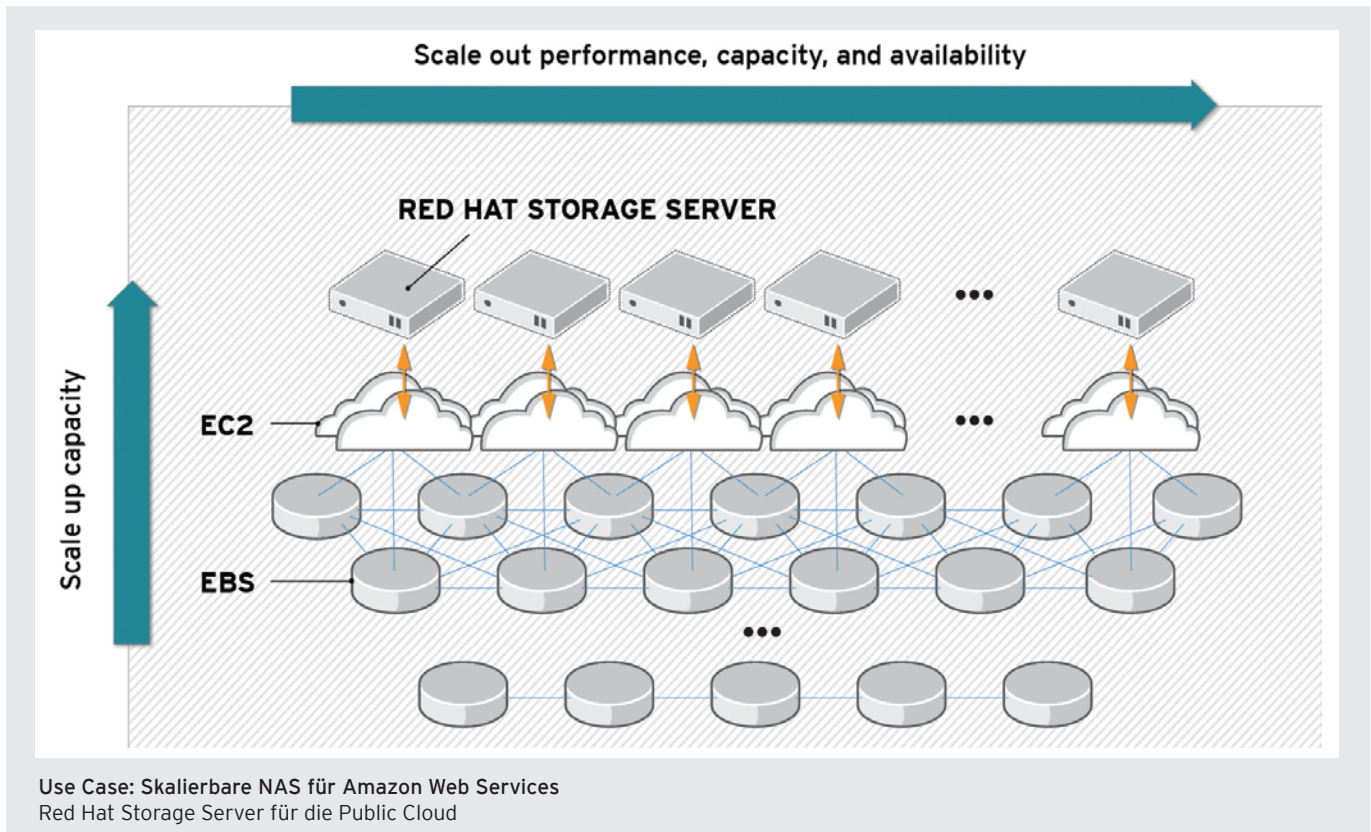 Scale out performance, capacity, and availability
RED HAT STORAGE SERVER
•••
Scale up capacity
EC2
•••
EBS
•••
Use Case: Skalierbare NAS für Amazon Web Services
Red Hat Storage Server für die Public Cloud